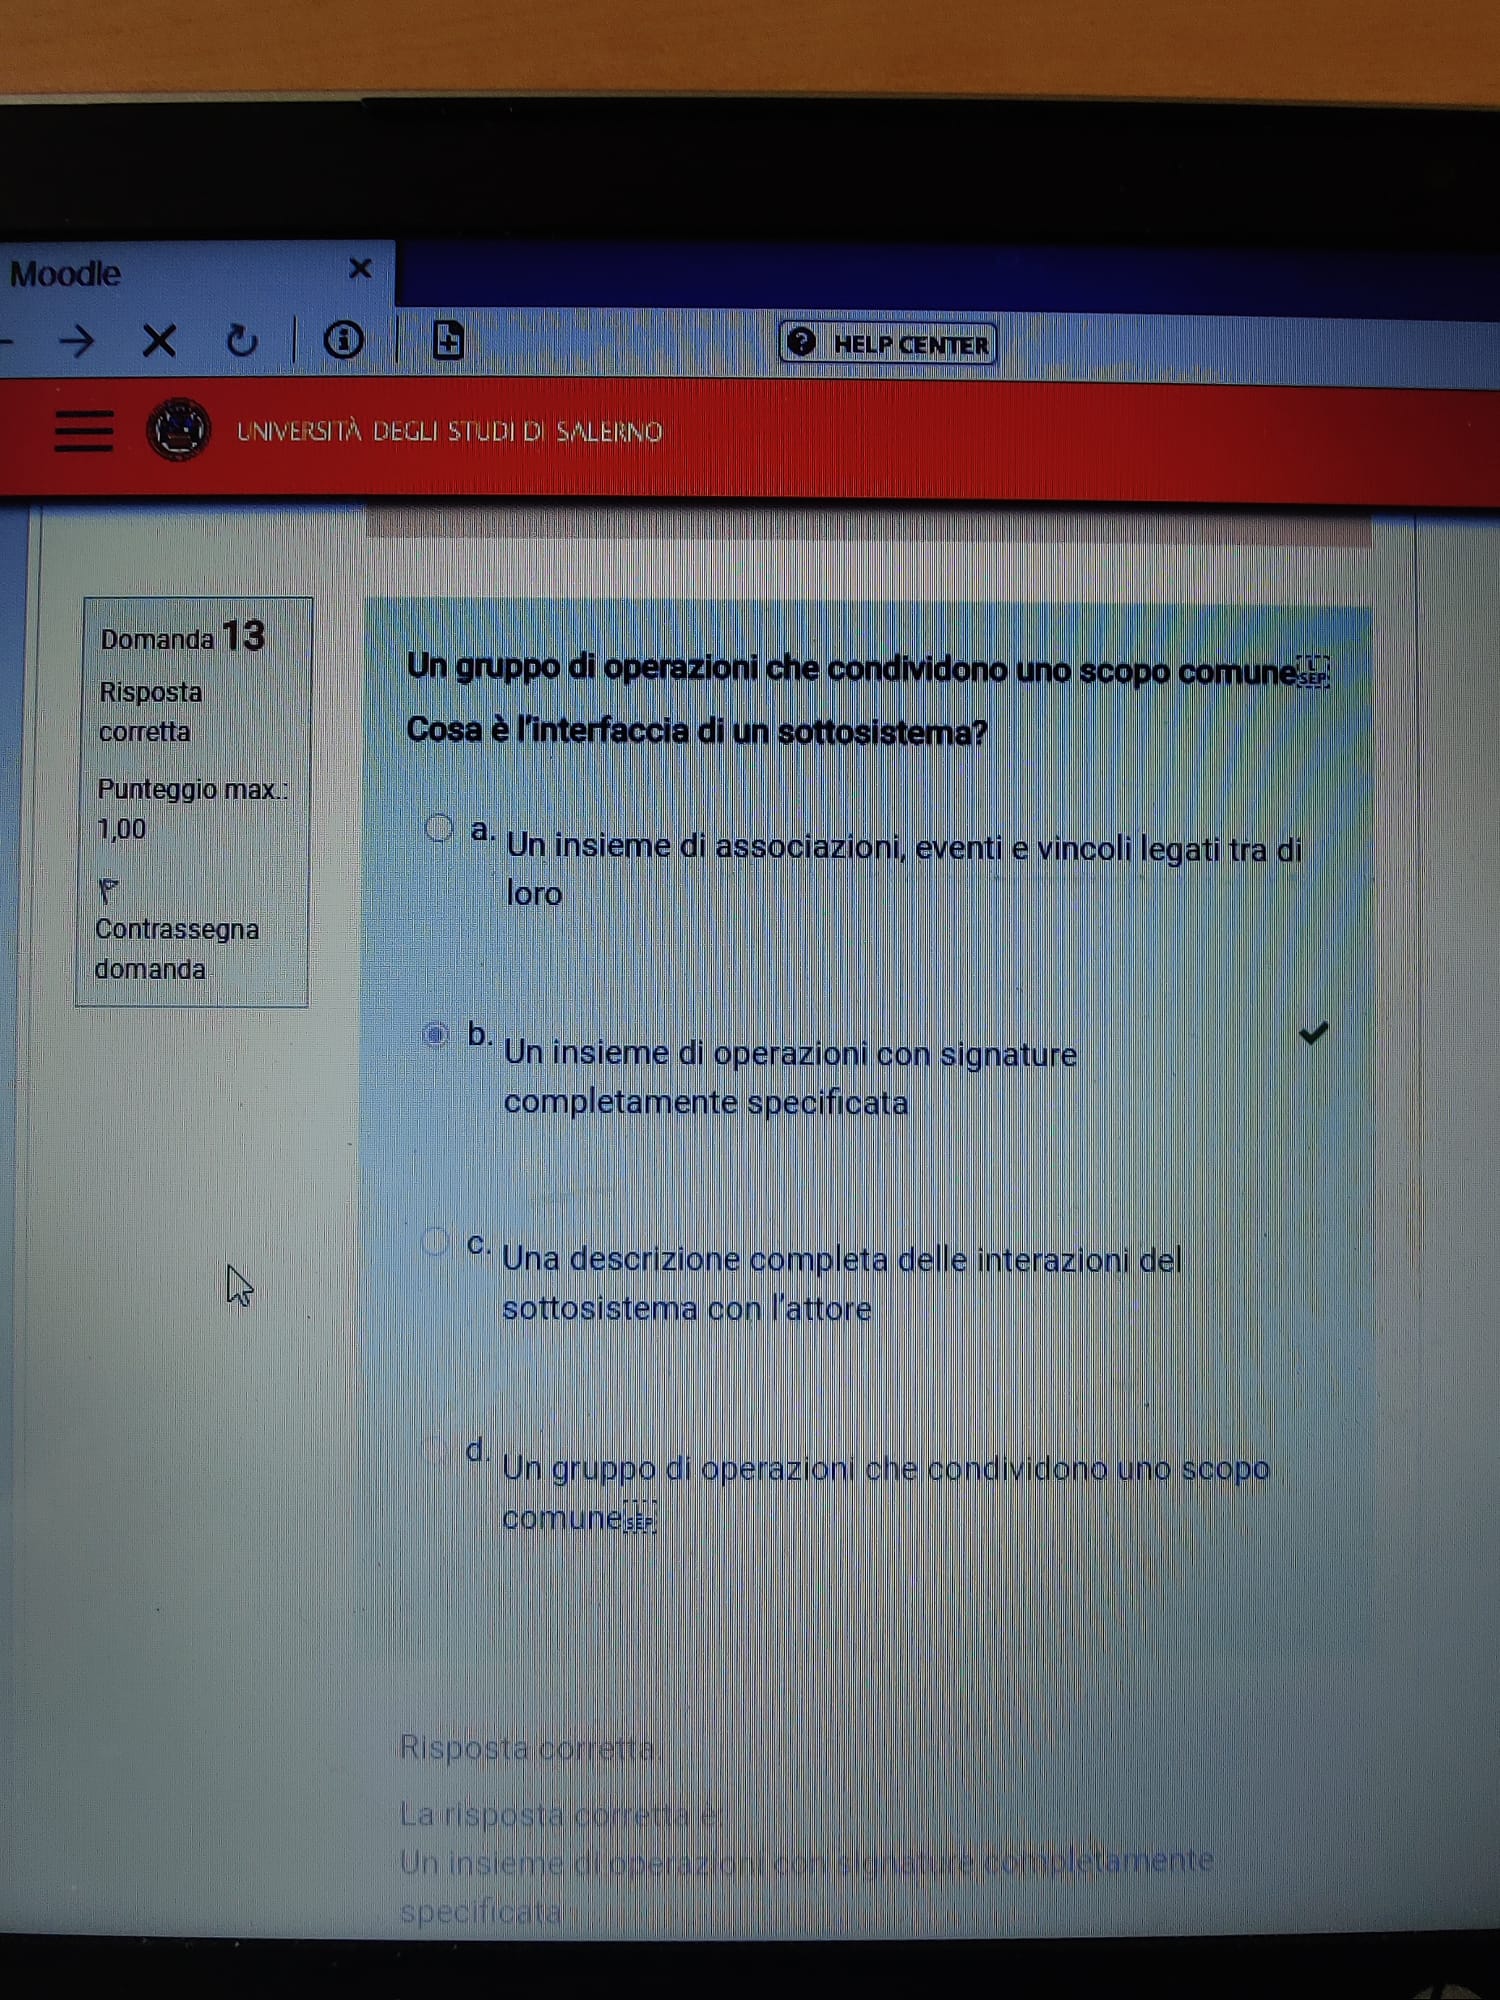 Moodle
HELP CENTER
UNIVERSITÀ DEGLI STUDI DI SALERNO
Domanda 13
Risposta
corretta
Punteggio max.:
1,00
Contrassegna
domanda
Un gruppo di operazioni che condividono uno scopo comune
Cosa è l'interfaccia di un sottosistema?
a. Un insieme di associazioni, eventi e vincoli legati tra di
loro
b. Un insieme di operazioni con signature
completamente specificata
c. Una descrizione completa delle interazioni del
sottosistema con l'attore
d. Un gruppo di operazioni che condividono uno scopo
comune
Risposta corretta.
La risposta corretta è:
Un insieme di operazioni con signature completamente
specificata